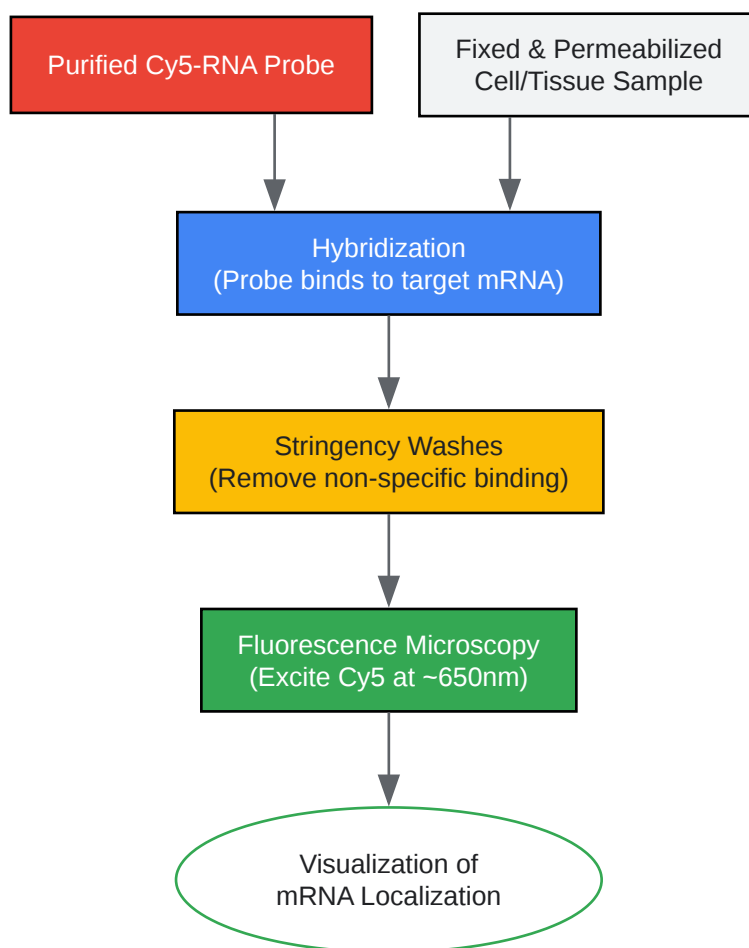 Purified Cy5-RNA Probe
Fixed & Permeabilized
Cell/Tissue Sample
Hybridization
(Probe binds to target mRNA)
Stringency Washes
(Remove non-specific binding)
Fluorescence Microscopy
(Excite Cy5 at ~650nm)
Visualization of
mRNA Localization